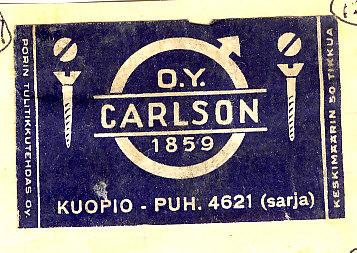 PORIN TULITIKKUTEHDAS OY.
O.Y.
CARLSON
1859
KUOPIO - PUH. 4621 (sarja)
KESKIMÄÄRIN 50 TIKKUA